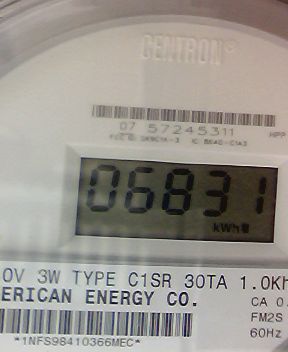 CENTRON®
07 57245311
HPP
06831
kWh
0V 3W TYPE C1SR 30TA 1.0Kh
ERICAN ENERGY CO.
CA 0.
FM2S
60Hz
*1NFS98410366MEC*